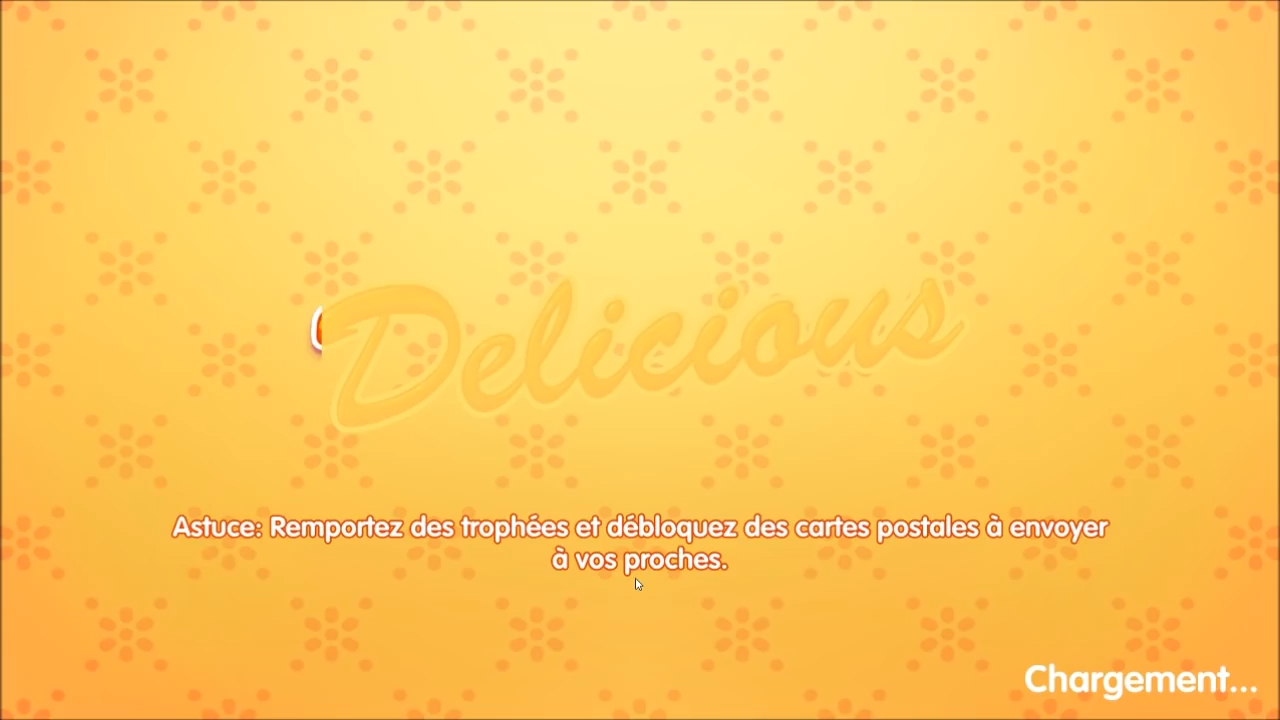 Delicious
Astuce: Remportez des trophées et débloquez des cartes postales à envoyer
à vos proches.
Chargement...